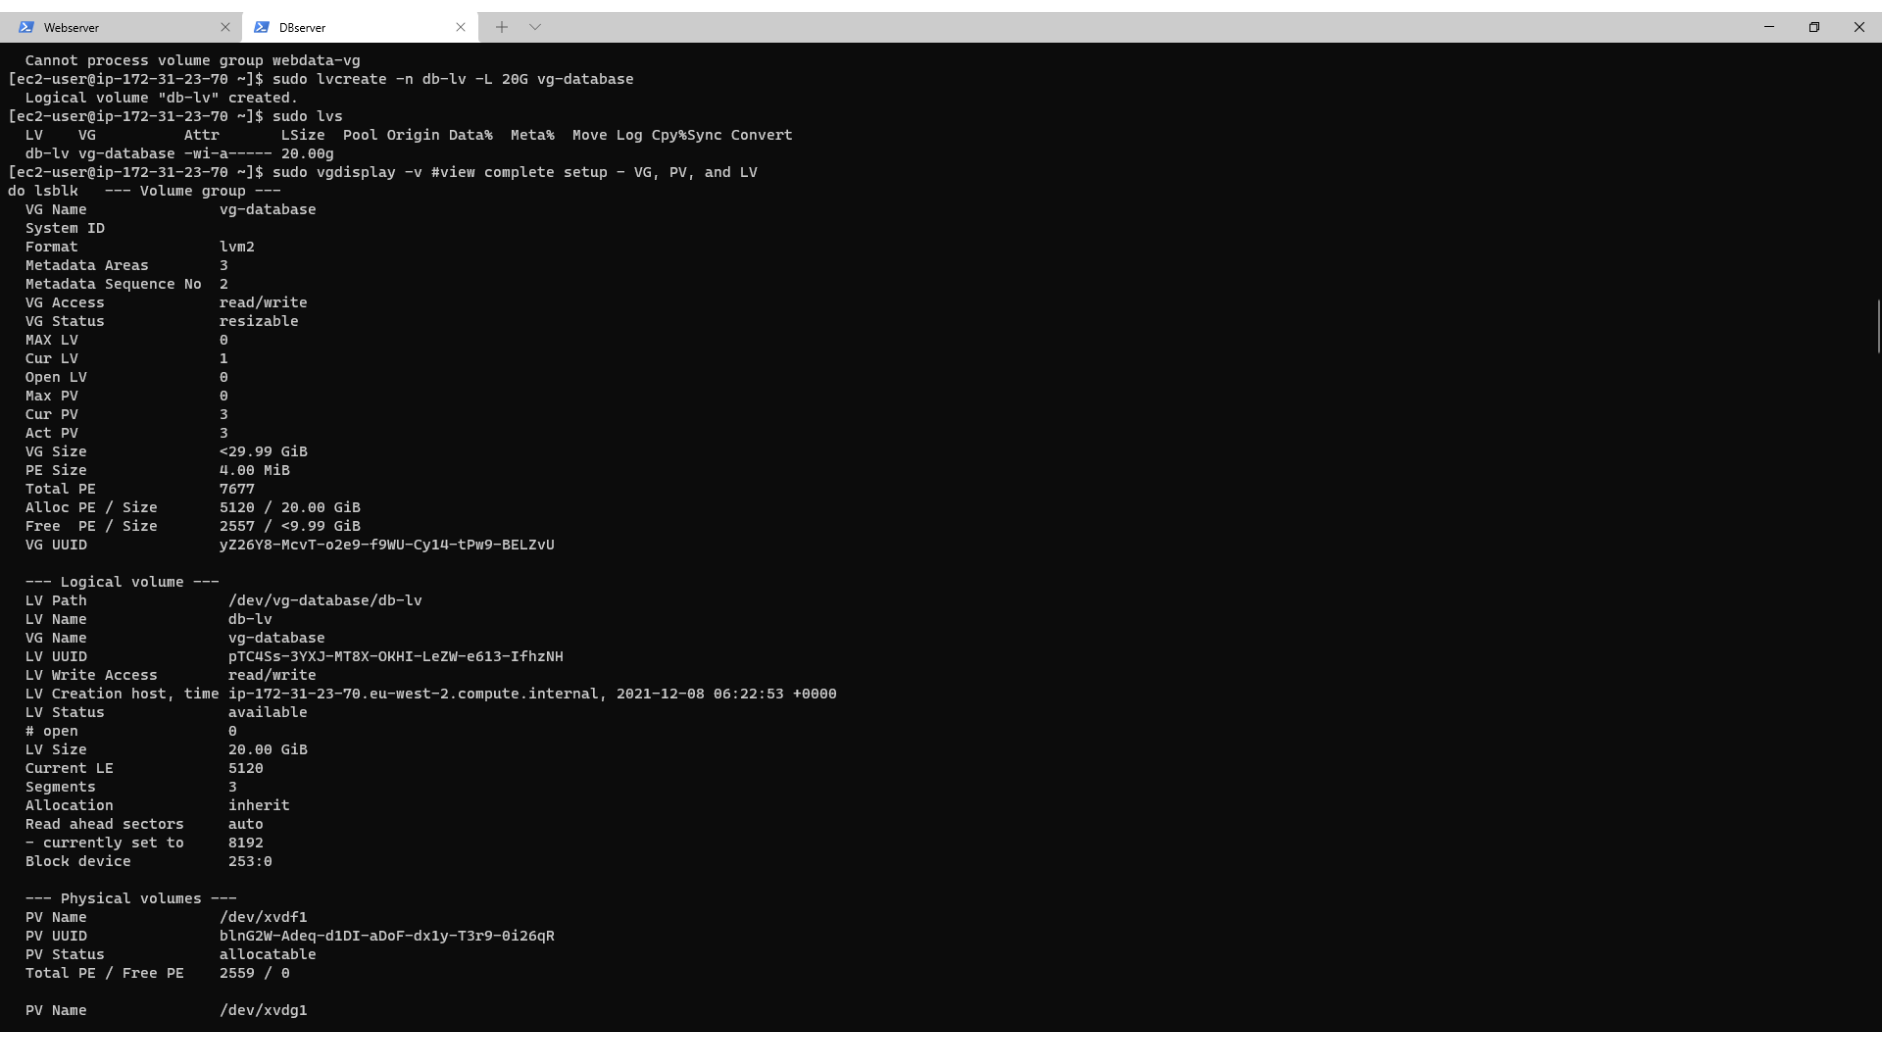 Webserver
DBserver
  Cannot process volume group webdata-vg
[ec2-user@ip-172-31-23-70 ~]$ sudo lvcreate -n db-lv -L 20G vg-database
  Logical volume "db-lv" created.
[ec2-user@ip-172-31-23-70 ~]$ sudo lvs
  LV    VG          Attr       LSize  Pool Origin Data%  Meta%  Move Log Cpy%Sync Convert
  db-lv vg-database -wi-a----- 20.00g
[ec2-user@ip-172-31-23-70 ~]$ sudo vgdisplay -v #view complete setup - VG, PV, and LV
do lsblk   --- Volume group ---
  VG Name               vg-database
  System ID
  Format                lvm2
  Metadata Areas        3
  Metadata Sequence No  2
  VG Access             read/write
  VG Status             resizable
  MAX LV                0
  Cur LV                1
  Open LV               0
  Max PV                0
  Cur PV                3
  Act PV                3
  VG Size               <29.99 GiB
  PE Size               4.00 MiB
  Total PE              7677
  Alloc PE / Size       5120 / 20.00 GiB
  Free  PE / Size       2557 / <9.99 GiB
  VG UUID               yZ26Y8-McvT-o2e9-f9WU-Cy14-tPw9-BELZvU

  --- Logical volume ---
  LV Path                /dev/vg-database/db-lv
  LV Name                db-lv
  VG Name                vg-database
  LV UUID                pTC4Ss-3YXJ-MT8X-OKHI-LeZW-e613-IfhzNH
  LV Write Access        read/write
  LV Creation host, time ip-172-31-23-70.eu-west-2.compute.internal, 2021-12-08 06:22:53 +0000
  LV Status              available
  # open                 0
  LV Size                20.00 GiB
  Current LE             5120
  Segments               3
  Allocation             inherit
  Read ahead sectors     auto
  - currently set to     8192
  Block device           253:0

  --- Physical volumes ---
  PV Name               /dev/xvdf1
  PV UUID               blnG2W-Adeq-d1DI-aDoF-dx1y-T3r9-0i26qR
  PV Status             allocatable
  Total PE / Free PE    2559 / 0

  PV Name               /dev/xvdg1